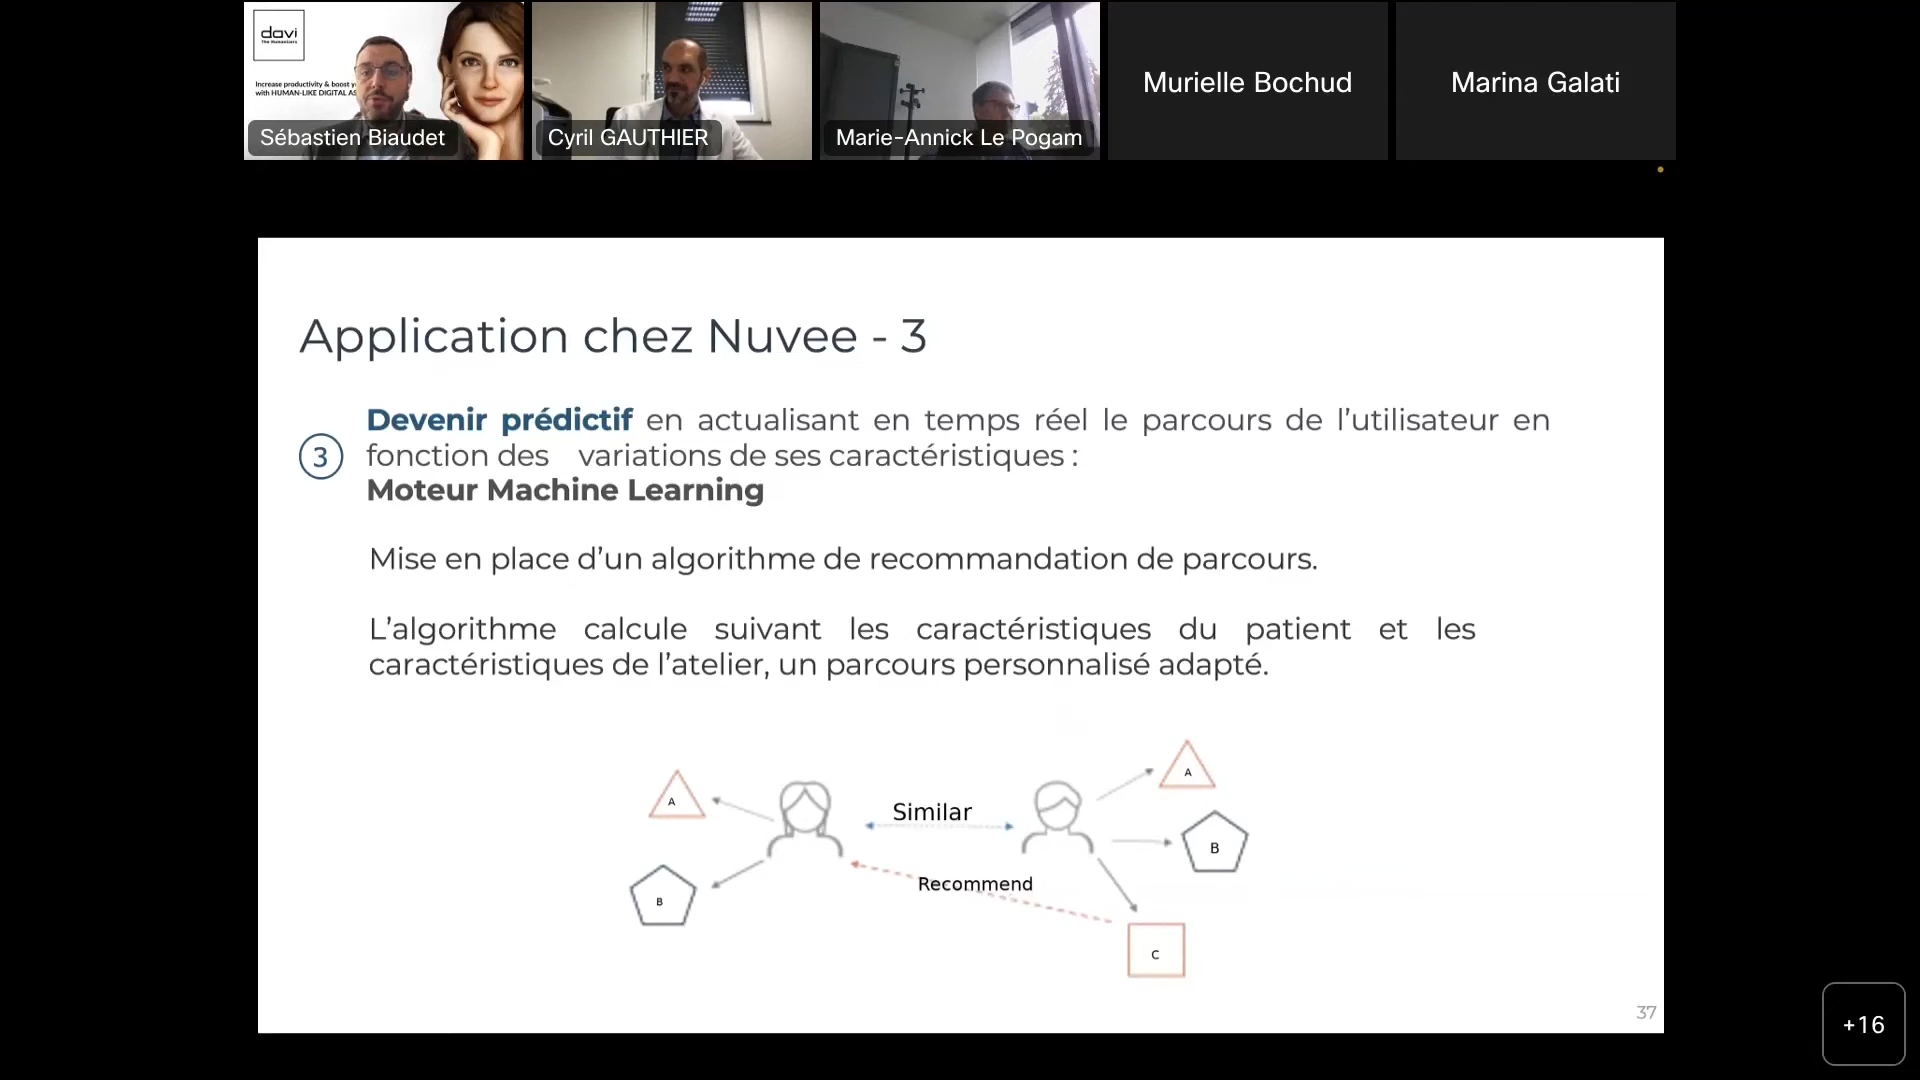 davi
The Humanizers
Increase productivity & boost y
with HUMAN-LIKE DIGITAL AS
Sébastien Biaudet
Cyril GAUTHIER
Marie-Annick Le Pogam
Murielle Bochud
Marina Galati
Application chez Nuvee - 3
3
Devenir prédictif en actualisant en temps réel le parcours de l’utilisateur en
fonction des variations de ses caractéristiques :
Moteur Machine Learning
Mise en place d’un algorithme de recommandation de parcours.
L’algorithme calcule suivant les caractéristiques du patient et les
caractéristiques de l’atelier, un parcours personnalisé adapté.
A
B
Similar
Recommend
A
B
C
37
+16